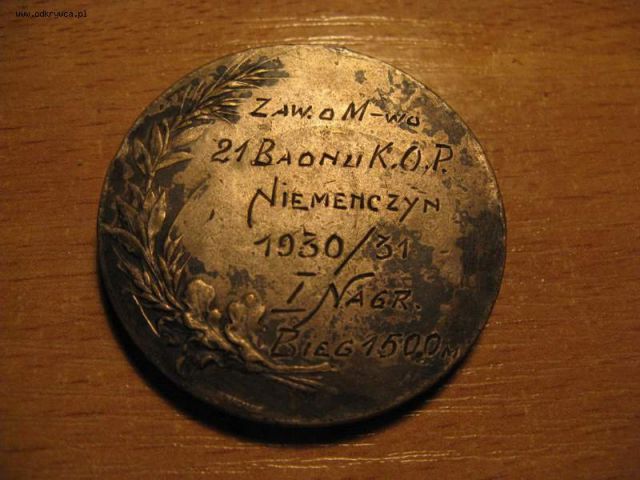 www.odkrywca.pl
ZAW. O M-WO
21 BAONU K.O.P.
NIEMENCZYN
1930/31
I NAGR.
BIEG 1500 M